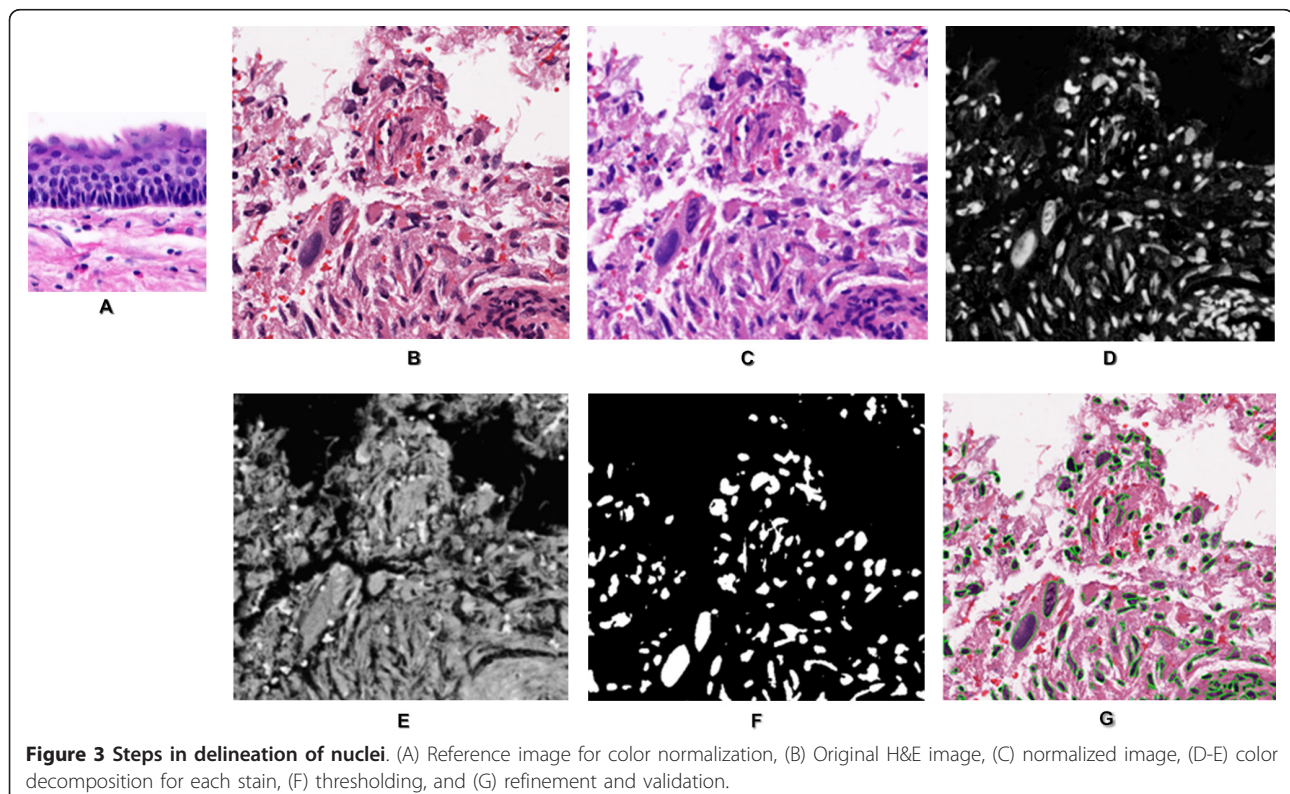 A
B
C
D
E
F
G
Figure 3 Steps in delineation of nuclei. (A) Reference image for color normalization, (B) Original H&E image, (C) normalized image, (D-E) color
decomposition for each stain, (F) thresholding, and (G) refinement and validation.